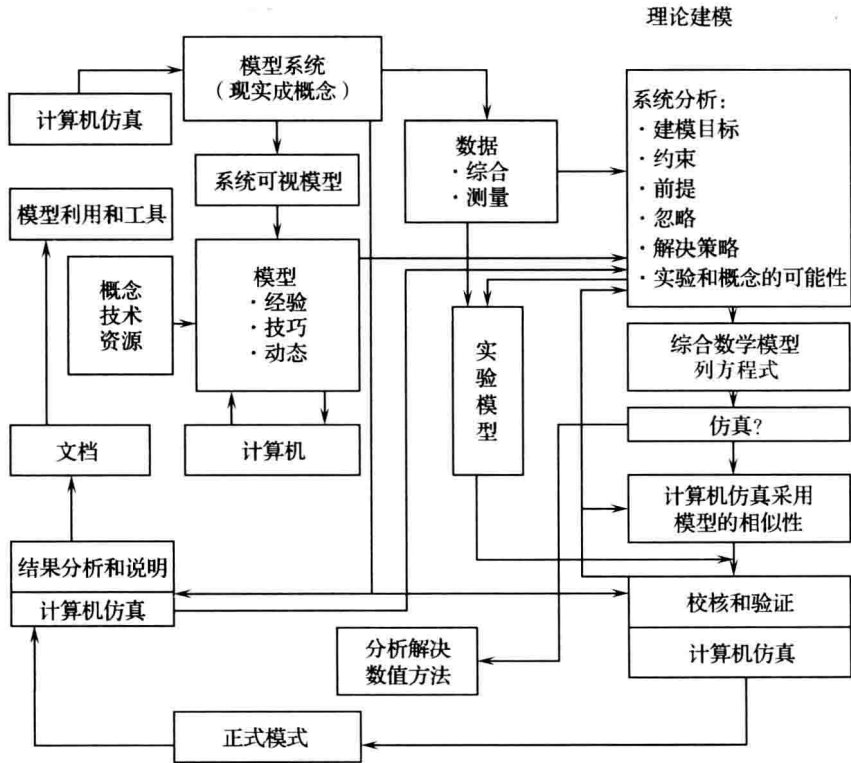 理论建模
模型系统
（现实成概念）
计算机仿真
系统分析：
· 建模目标
· 约束
· 前提
· 忽略
· 解决策略
· 实验和概念的可能性
数据
· 综合
· 测量
系统可视模型
模型利用和工具
模型
· 经验
· 技巧
· 动态
概念
技术
资源
实
验
模
型
综合数学模型
列方程式
仿真？
文档
计算机
计算机仿真采用
模型的相似性
结果分析和说明
计算机仿真
校核和验证
计算机仿真
分析解决
数值方法
正式模式